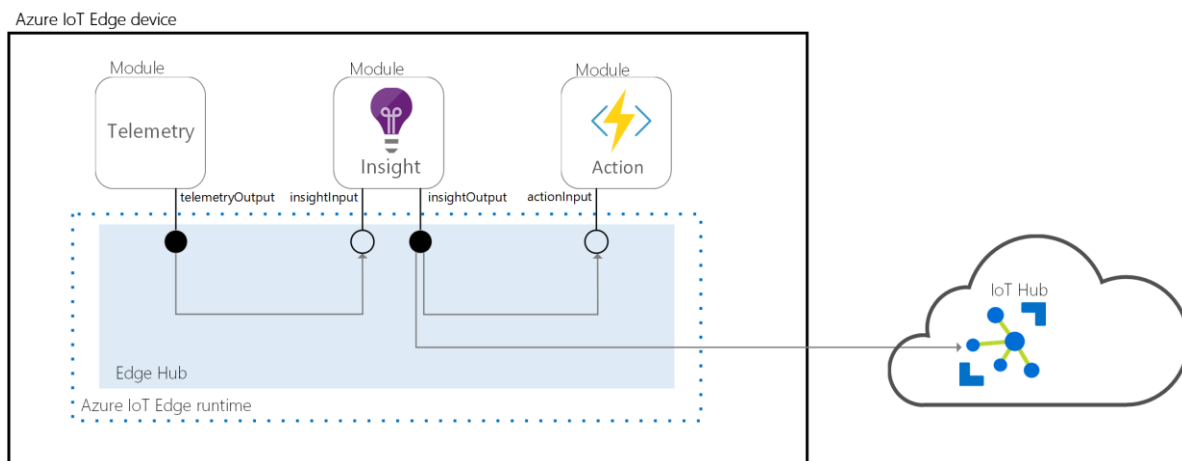 Azure IoT Edge device
Module
Module
Module
Telemetry
Insight
Action
telemetryOutput
insightInput
insightOutput
actionInput
IoT Hub
Edge Hub
Azure IoT Edge runtime